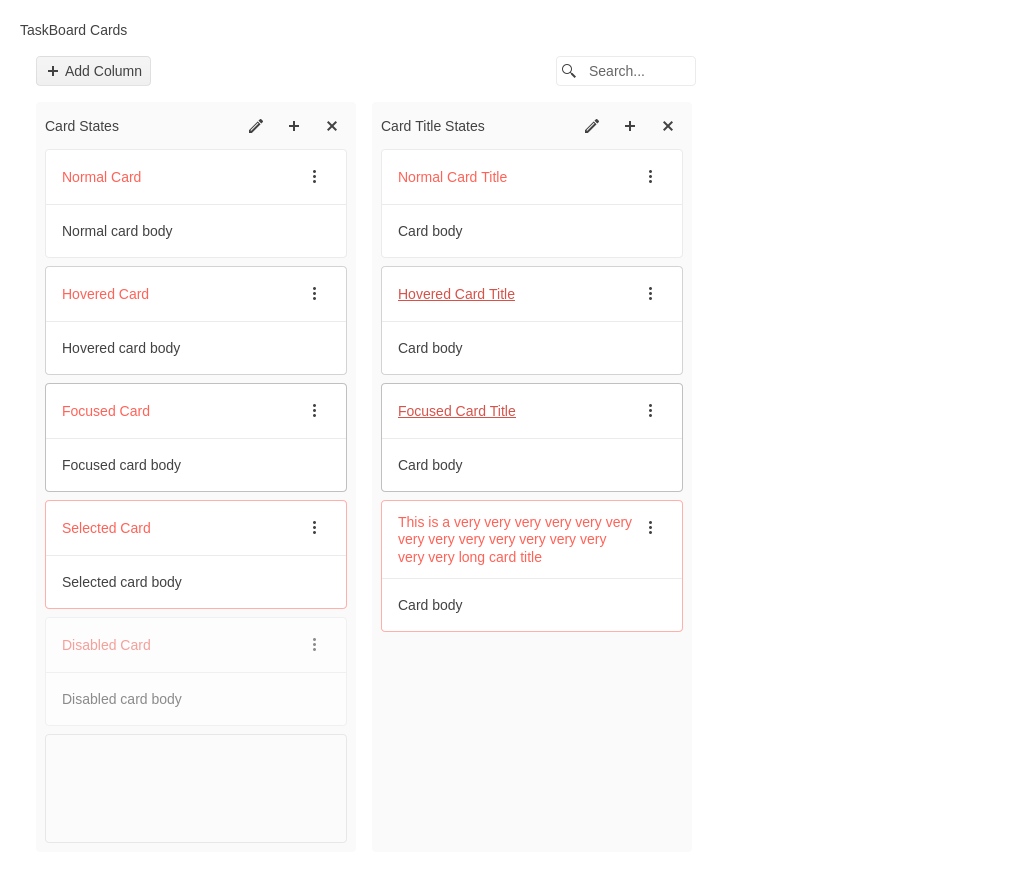 TaskBoard Cards
Add Column
Search...
Card States
Normal Card
Normal card body
Hovered Card
Hovered card body
Focused Card
Focused card body
Selected Card
Selected card body
Disabled Card
Disabled card body
Card Title States
Normal Card Title
Card body
Hovered Card Title
Card body
Focused Card Title
Card body
This is a very very very very very very
very very very very very very very
very very long card title
Card body